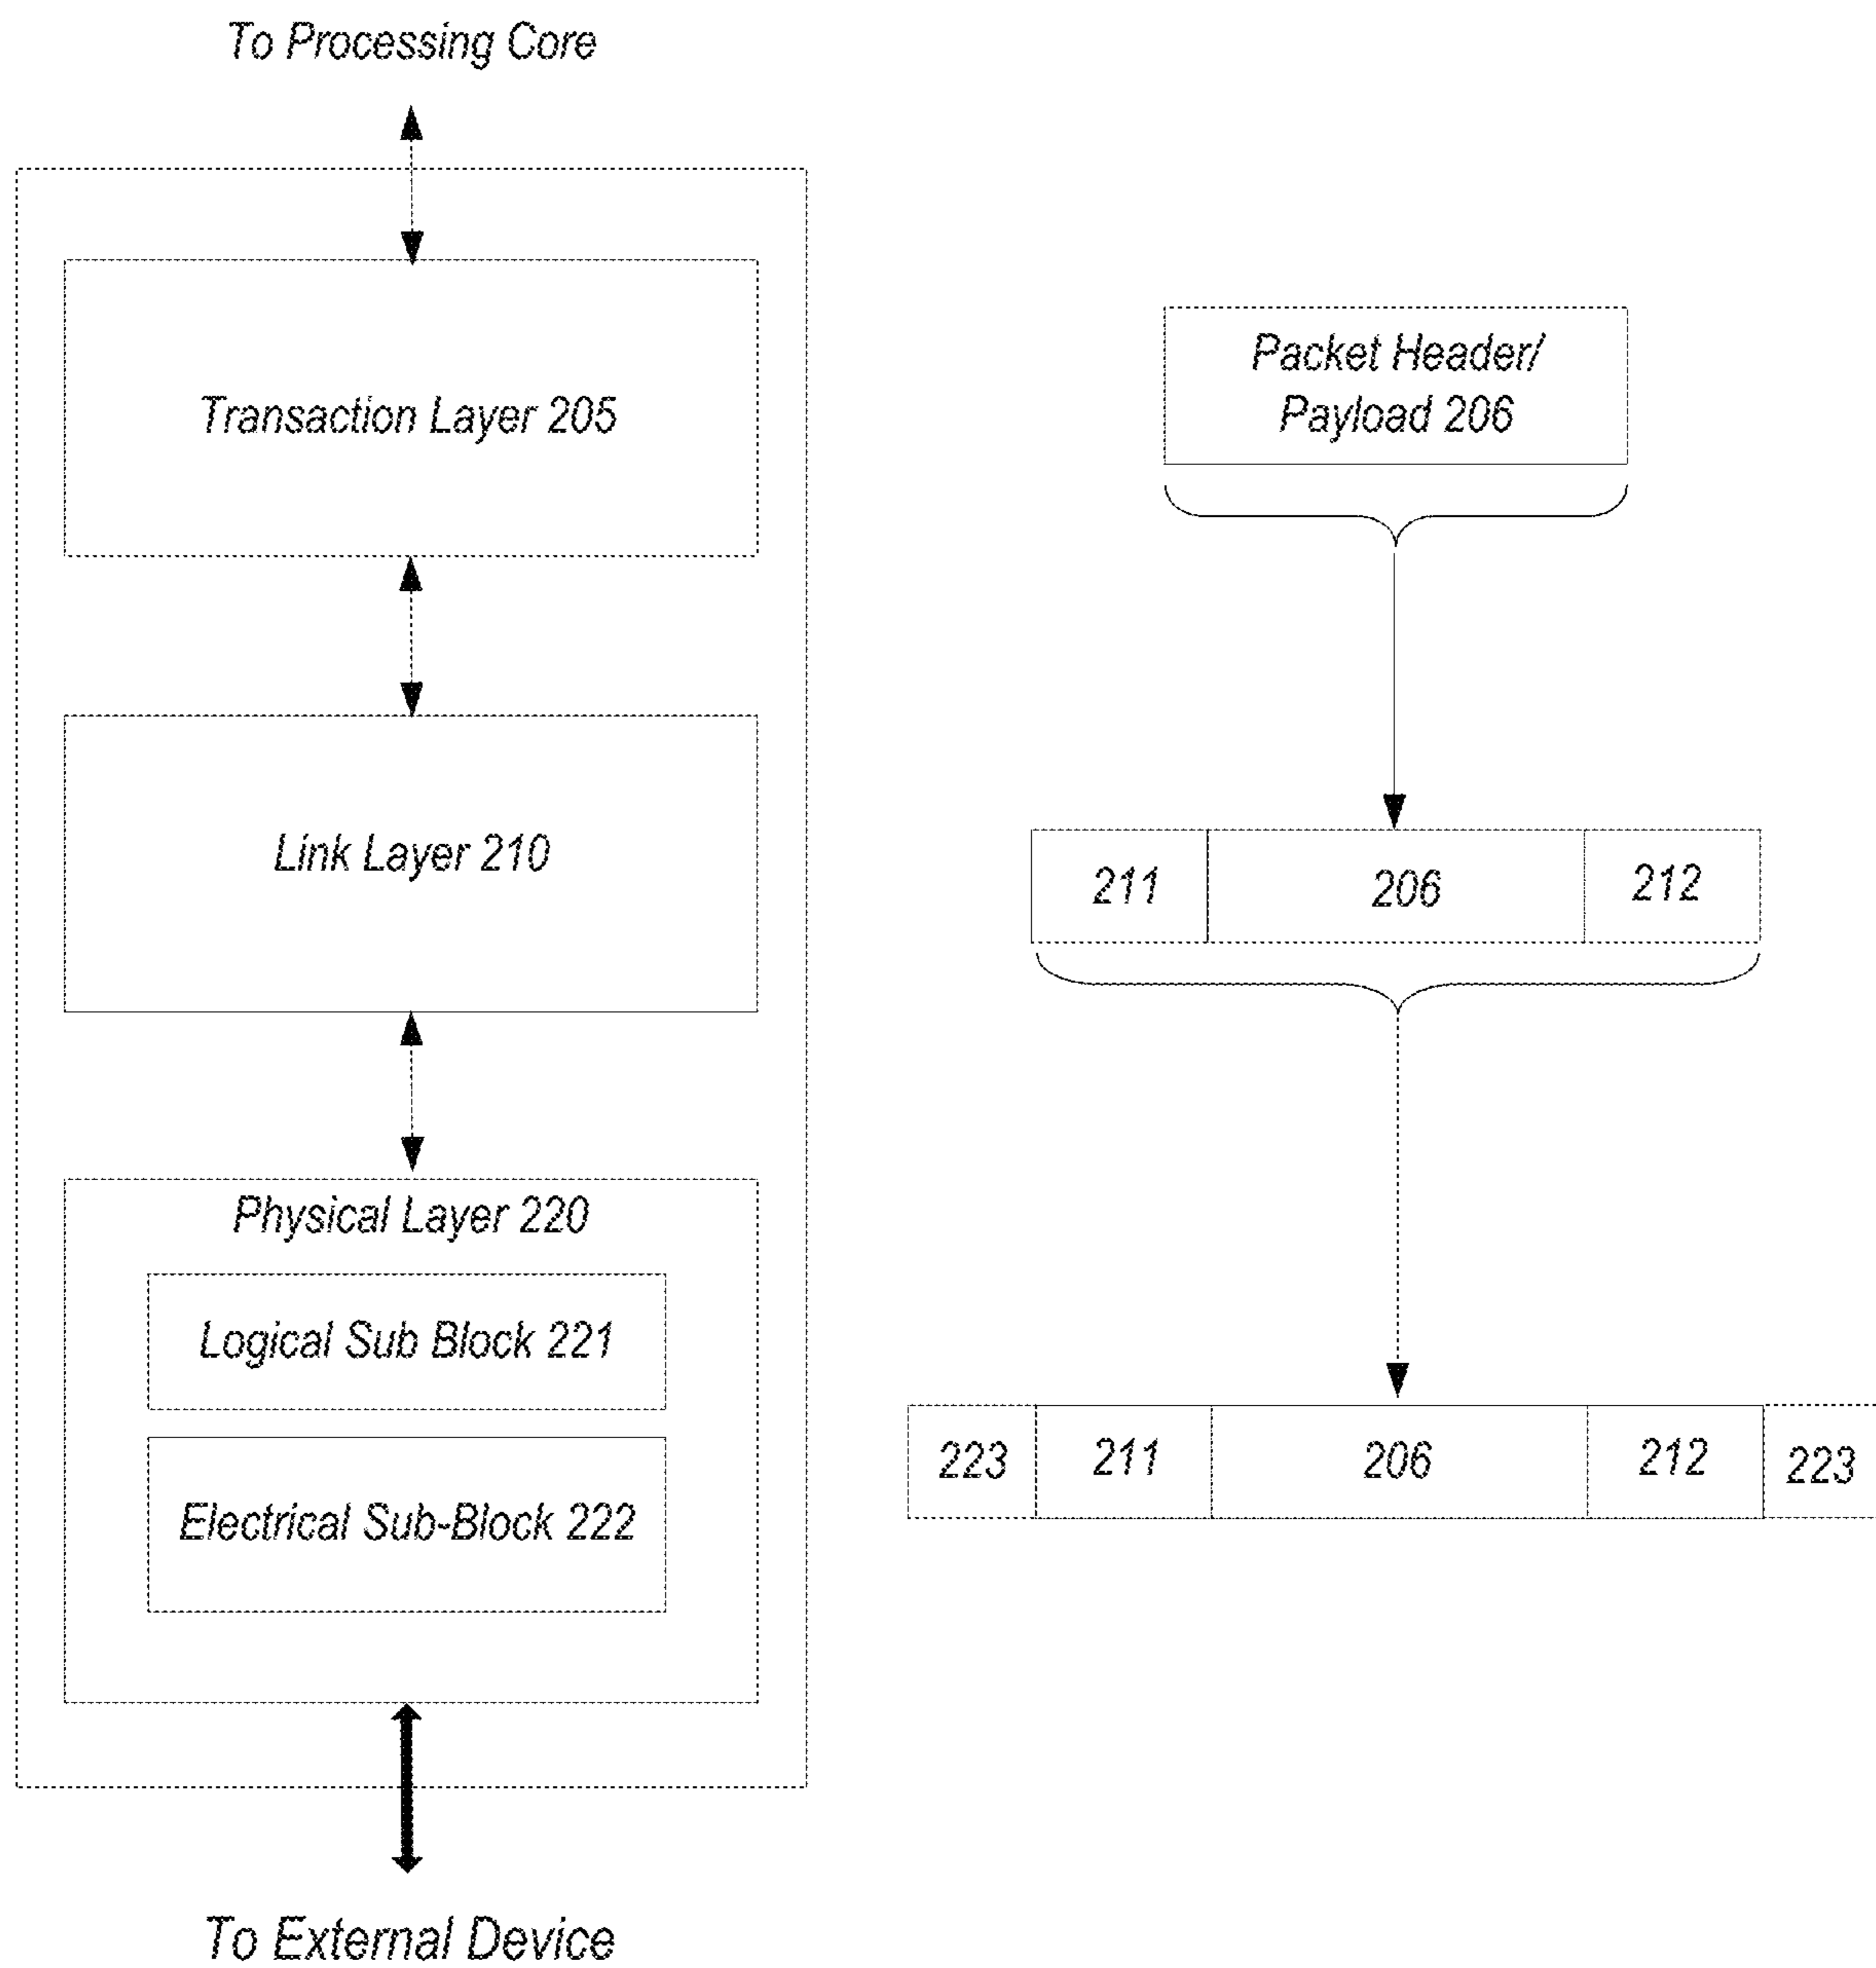 To Processing Core
Transaction Layer 205
Link Layer 210
Physical Layer 220
Logical Sub Block 221
Electrical Sub-Block 222
To External Device
Packet Header/
Payload 206
211 206 212
223 211 206 212 223